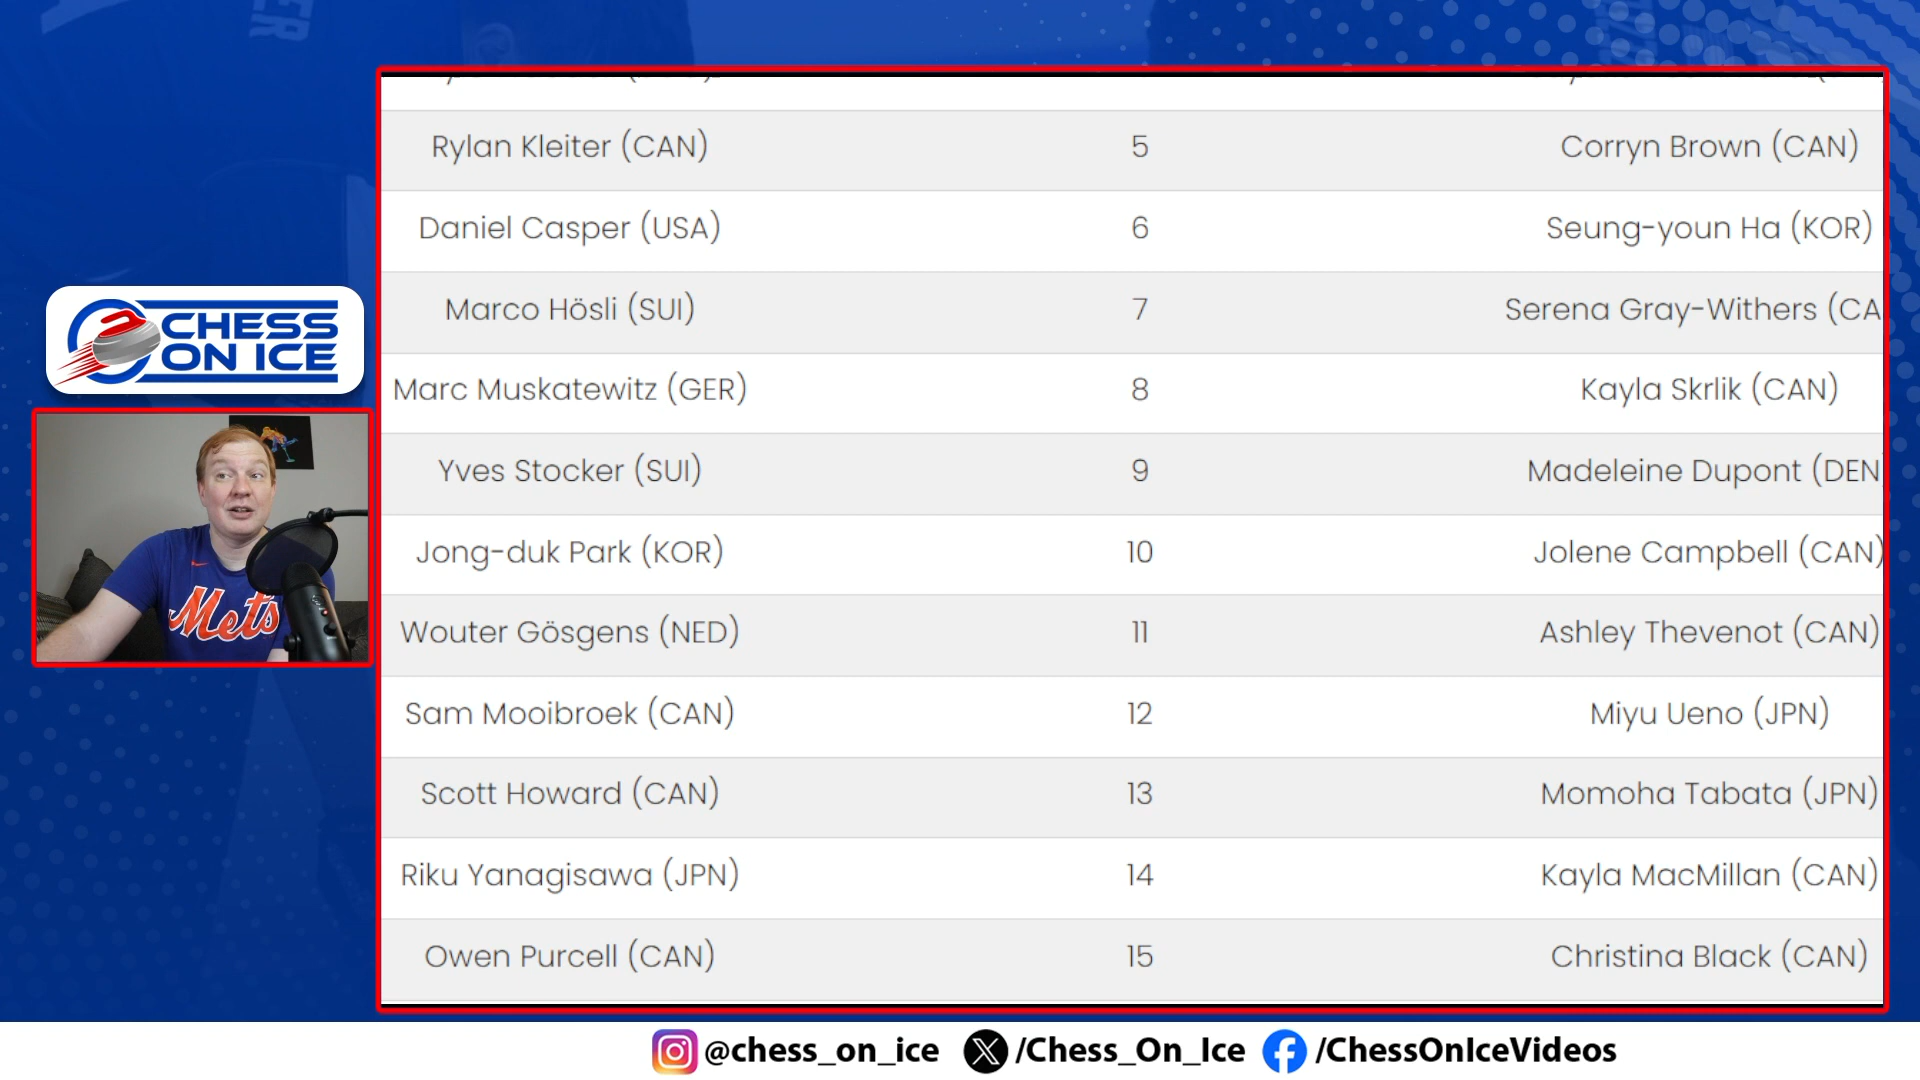 Rylan Kleiter (CAN) 5 Corryn Brown (CAN)
Daniel Casper (USA) 6 Seung-youn Ha (KOR)
Marco Hösli (SUI) 7 Serena Gray-Withers (CA
Marc Muskatewitz (GER) 8 Kayla Skrlik (CAN)
Yves Stocker (SUI) 9 Madeleine Dupont (DEN)
Jong-duk Park (KOR) 10 Jolene Campbell (CAN)
Wouter Gösgens (NED) 11 Ashley Thevenot (CAN)
Sam Mooibroek (CAN) 12 Miyu Ueno (JPN)
Scott Howard (CAN) 13 Momoha Tabata (JPN)
Riku Yanagisawa (JPN) 14 Kayla MacMillan (CAN)
Owen Purcell (CAN) 15 Christina Black (CAN)
CHESS
ON ICE
Mets
@chess_on_ice /Chess_On_Ice /ChessOnIceVideos